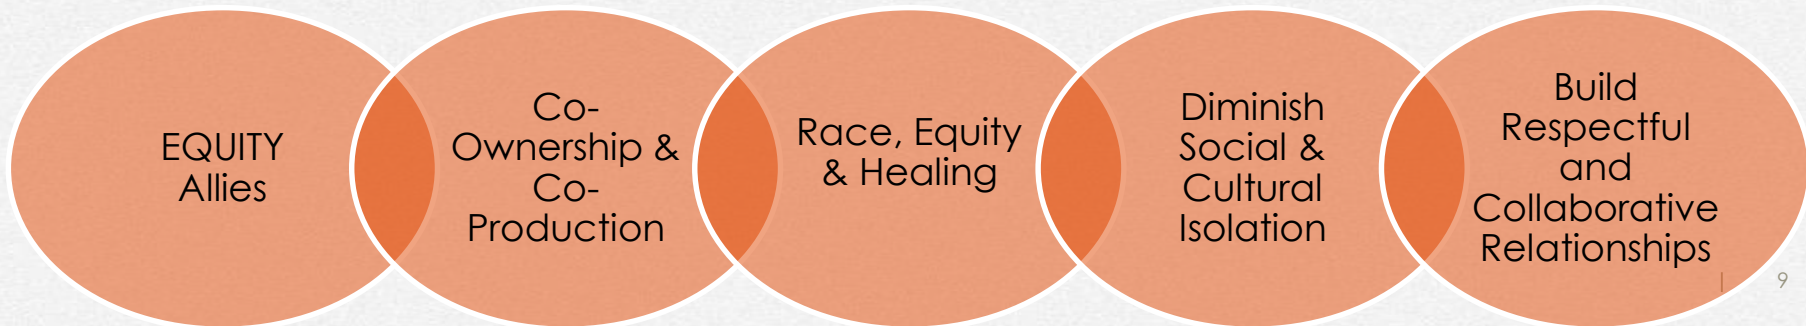 EQUITY
Allies
Co-
Ownership &
Co-
Production
Race, Equity
& Healing
Diminish
Social &
Cultural
Isolation
Build
Respectful
and
Collaborative
Relationships
| 9